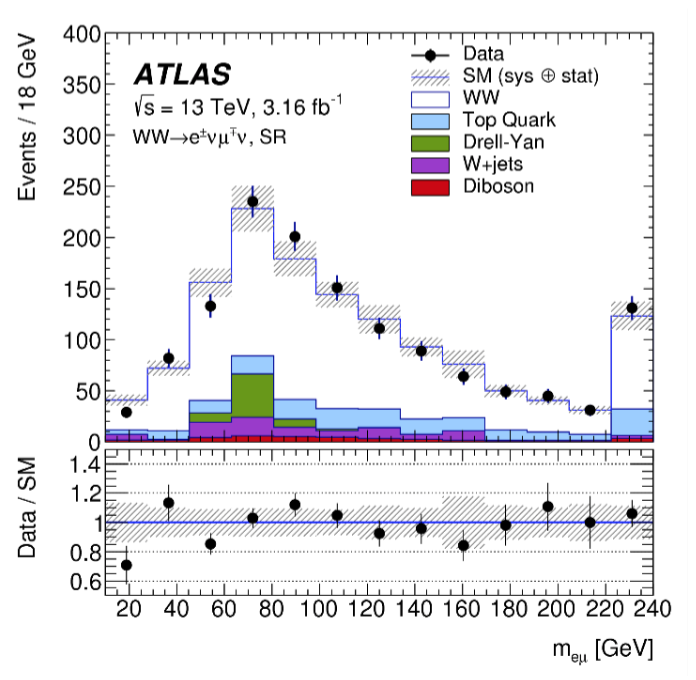 400
350
300
250
200
150
100
50
0
Events / 18 GeV
ATLAS
√s = 13 TeV, 3.16 fb⁻¹
WW→e±νμ∓ν, SR
Data
SM (sys ⊕ stat)
WW
Top Quark
Drell-Yan
W+jets
Diboson
1.4
1.2
1
0.8
0.6
Data / SM
20 40 60 80 100 120 140 160 180 200 220 240
m_eμ [GeV]